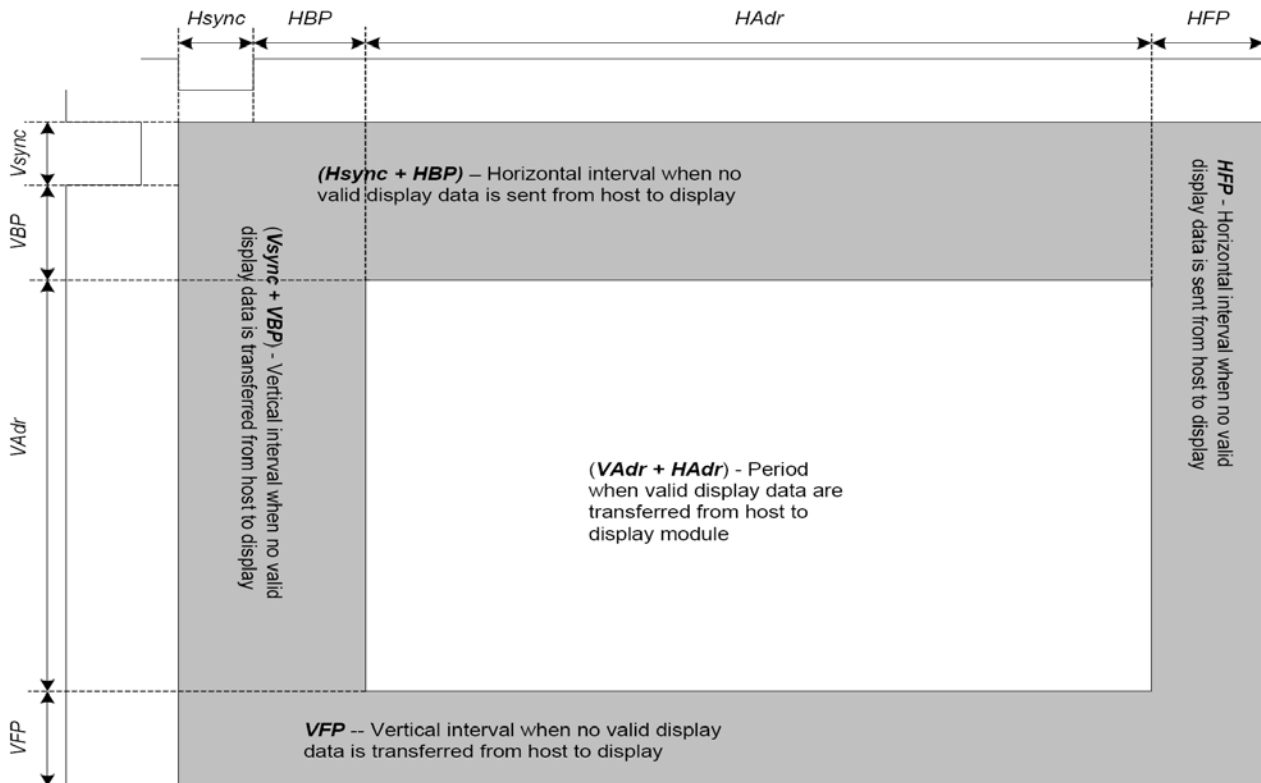 Hsync
HBP
HAdr
HFP
Vsync
VBP
VAdr
VFP
(Hsync + HBP) – Horizontal interval when no
valid display data is sent from host to display
(Vsync + VBP) - Vertical interval when no valid
display data is transferred from host to display
HFP - Horizontal interval when no valid
display data is sent from host to display
(VAdr + HAdr) - Period
when valid display data are
transferred from host to
display module
VFP -- Vertical interval when no valid display
data is transferred from host to display